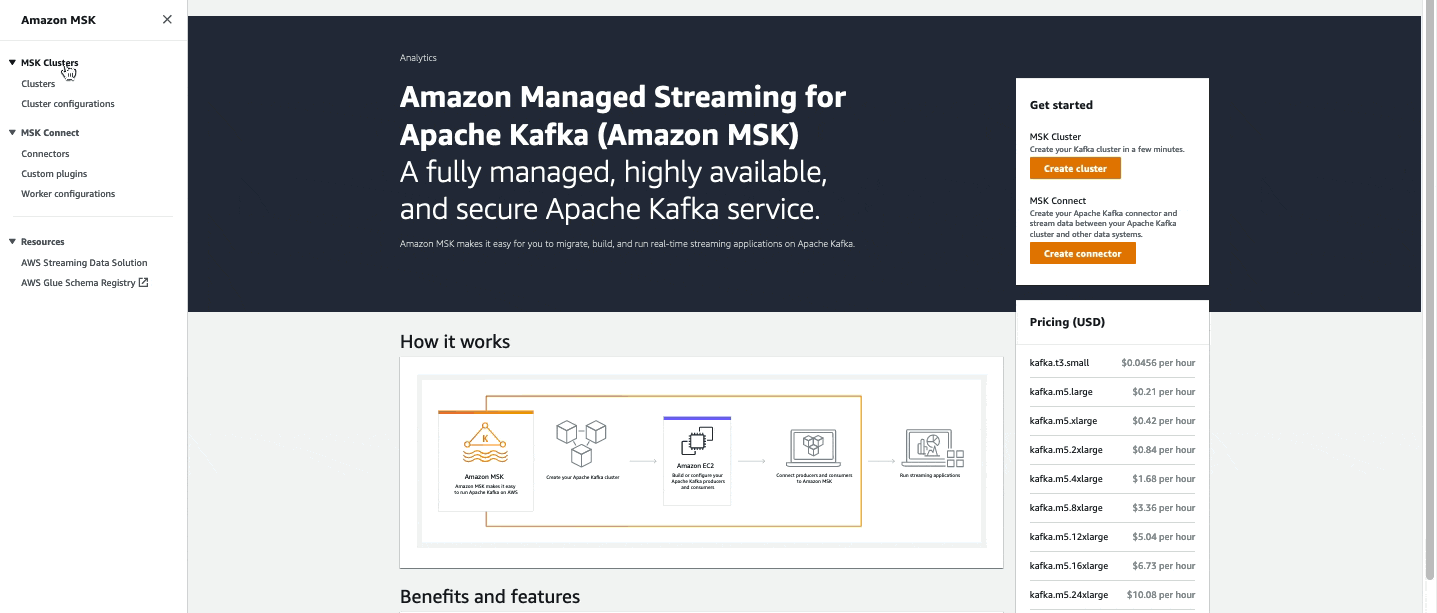 Amazon MSK
MSK Clusters
Clusters
Cluster configurations
MSK Connect
Connectors
Custom plugins
Worker configurations
Resources
AWS Streaming Data Solution
AWS Glue Schema Registry
Analytics
Amazon Managed Streaming for
Apache Kafka (Amazon MSK)
A fully managed, highly available,
and secure Apache Kafka service.
Amazon MSK makes it easy for you to migrate, build, and run real-time streaming applications on Apache Kafka.
Get started
MSK Cluster
Create your Kafka cluster in a few minutes.
Create cluster
MSK Connect
Create your Apache Kafka connector and
stream data between your Apache Kafka
cluster and other data systems.
Create connector
How it works
K
Amazon MSK
Amazon MSK makes it easy
to run Apache Kafka on AWS
Create your Apache Kafka cluster
Amazon EC2
Build or configure your
Apache Kafka producers
and consumers
Connect producers and consumers
to Amazon MSK
Run streaming applications
Pricing (USD)
kafka.t3.small $0.0456 per hour
kafka.m5.large $0.21 per hour
kafka.m5.xlarge $0.42 per hour
kafka.m5.2xlarge $0.84 per hour
kafka.m5.4xlarge $1.68 per hour
kafka.m5.8xlarge $3.36 per hour
kafka.m5.12xlarge $5.04 per hour
kafka.m5.16xlarge $6.73 per hour
kafka.m5.24xlarge $10.08 per hour
Benefits and features